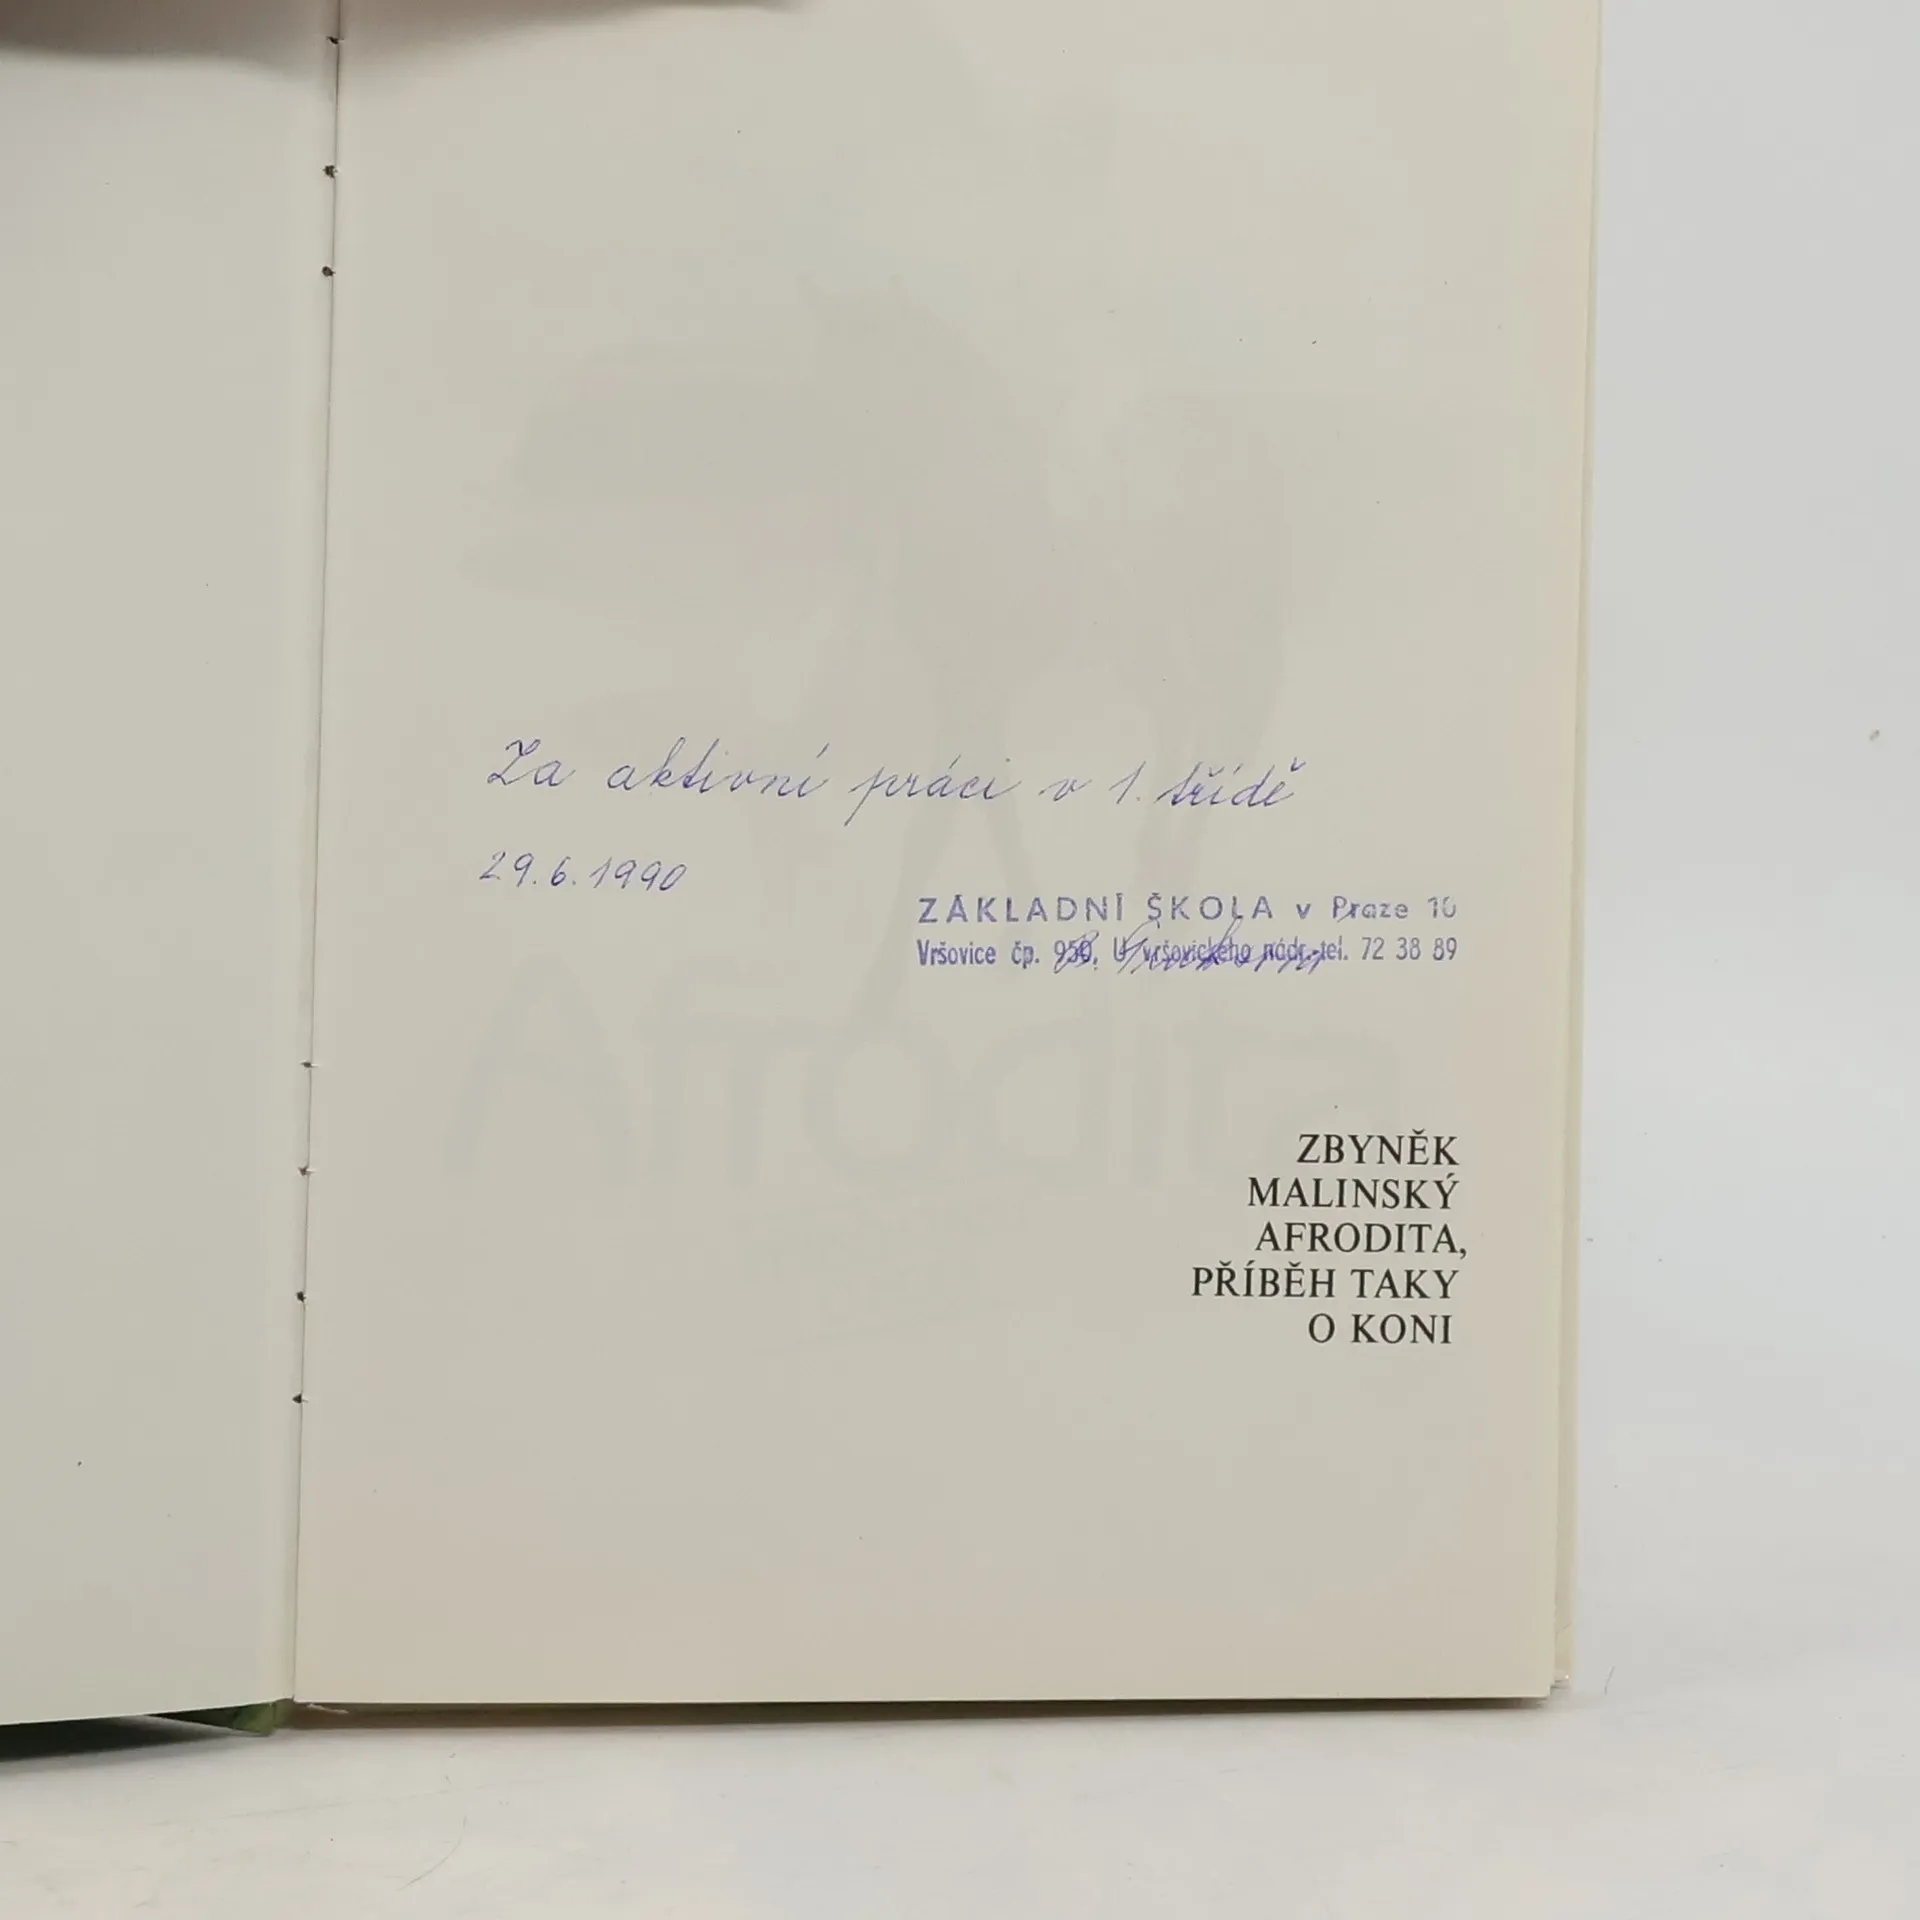 Za aktivní práci v 1. třídě
29.6.1990
ZÁKLADNÍ ŠKOLA v Praze 10
Vršovice čp. 950, U vršovického nádr. tel. 72 38 89
Afrodita
ZBYNĚK
MALINSKÝ
AFRODITA,
PŘÍBĚH TAKY
O KONI